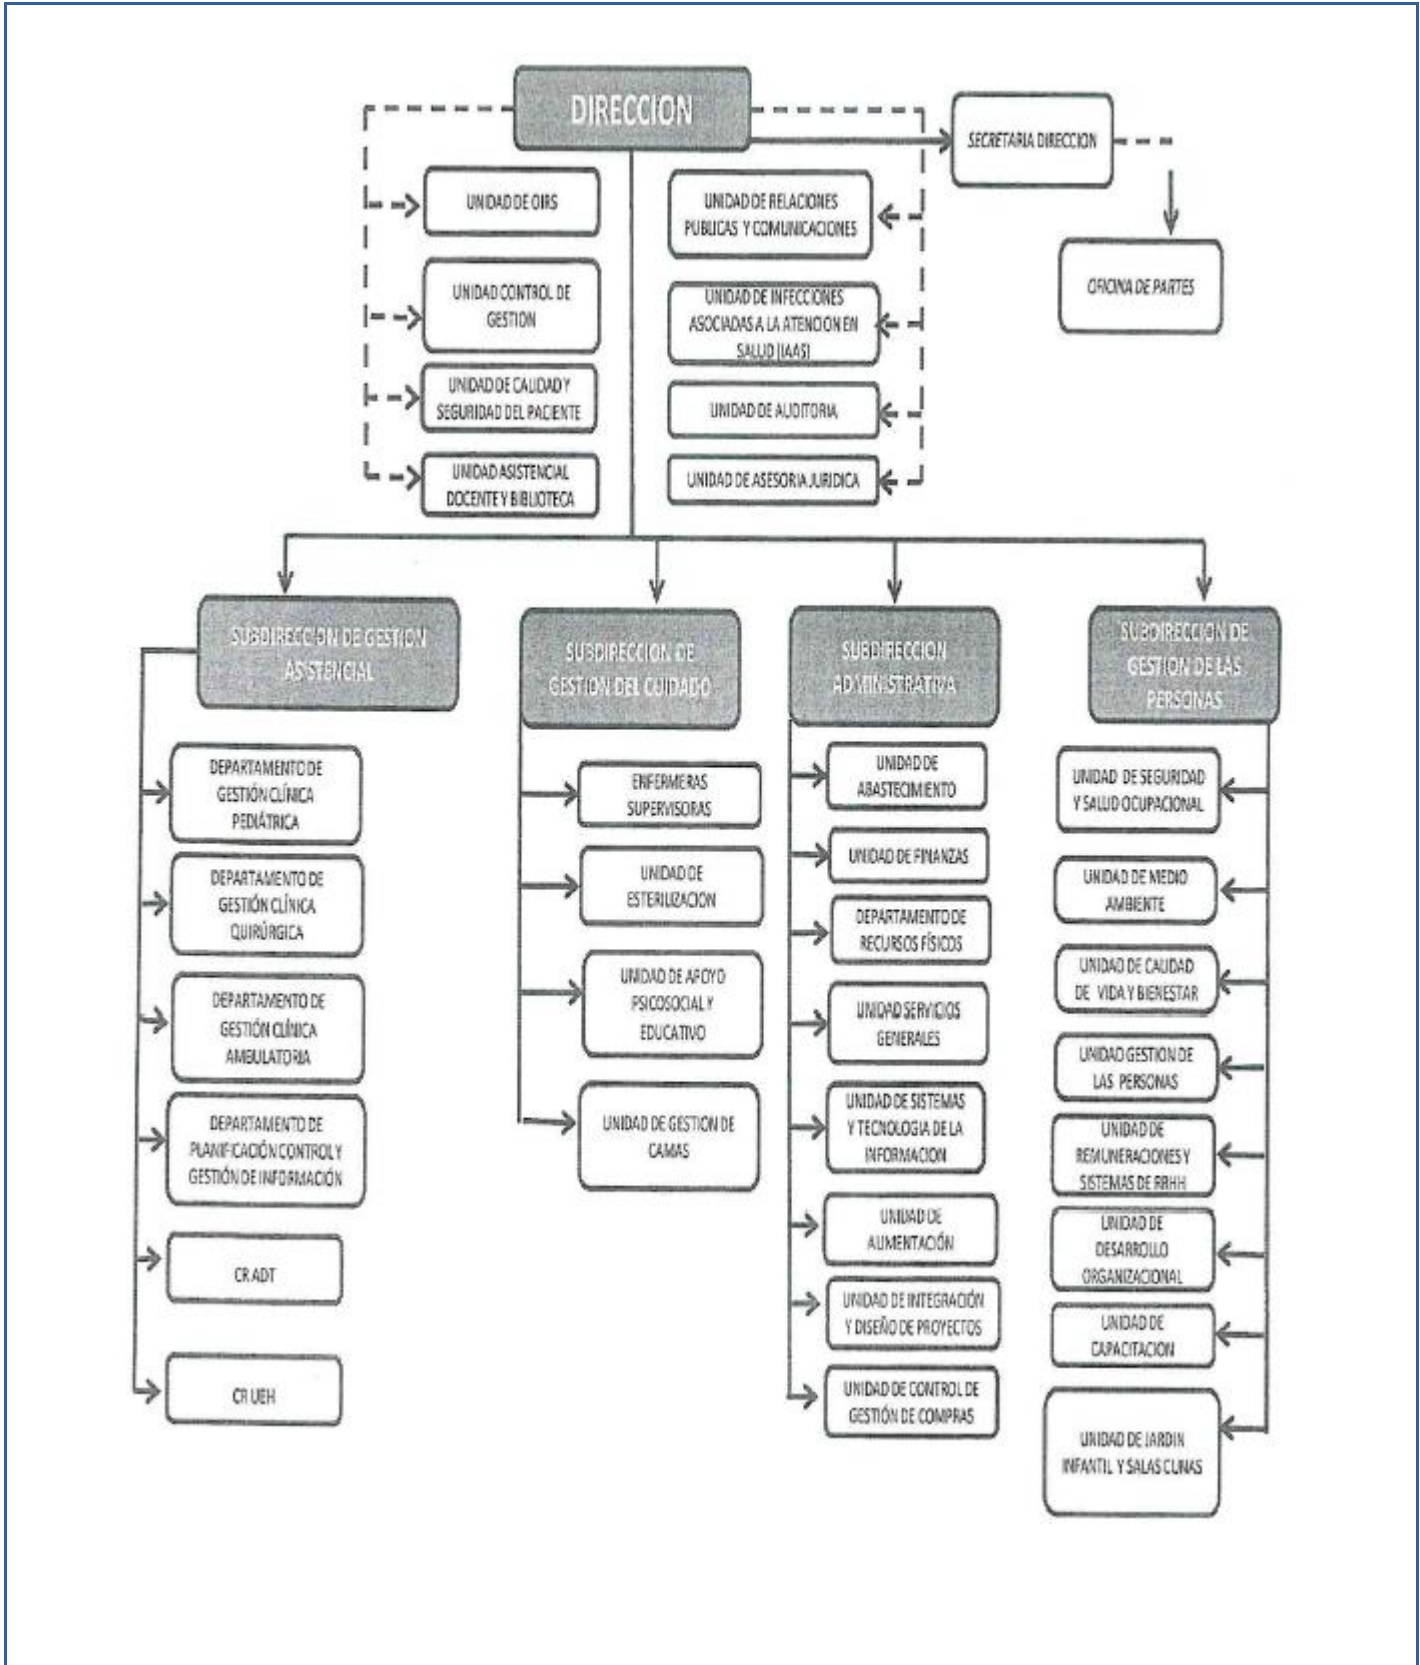 DIRECCION
SECRETARIA DIRECCION
OFICINA DE PARTES
UNIDAD DE OIRS
UNIDAD CONTROL DE
GESTION
UNIDAD DE CALIDAD Y
SEGURIDAD DEL PACIENTE
UNIDAD ASISTENCIAL
DOCENTE Y BIBLIOTECA
UNIDAD DE RELACIONES
PUBLICAS Y COMUNICACIONES
UNIDAD DE INFECCIONES
ASOCIADAS A LA ATENCION EN
SALUD (IAAS)
UNIDAD DE AUDITORIA
UNIDAD DE ASESORIA JURIDICA
SUBDIRECCION DE GESTION
ASISTENCIAL
DEPARTAMENTO DE
GESTIÓN CLÍNICA
PEDIÁTRICA
DEPARTAMENTO DE
GESTIÓN CLÍNICA
QUIRÚRGICA
DEPARTAMENTO DE
GESTIÓN CLÍNICA
AMBULATORIA
DEPARTAMENTO DE
PLANIFICACIÓN CONTROL Y
GESTIÓN DE INFORMACIÓN
CR ADT
CR UEH
SUBDIRECCION DE
GESTION DEL CUIDADO
ENFERMERAS
SUPERVISORAS
UNIDAD DE
ESTERILIZACION
UNIDAD DE APOYO
PSICOSOCIAL Y
EDUCATIVO
UNIDAD DE GESTION DE
CAMAS
SUBDIRECCION
ADMINISTRATIVA
UNIDAD DE
ABASTECIMIENTO
UNIDAD DE FINANZAS
DEPARTAMENTO DE
RECURSOS FÍSICOS
UNIDAD SERVICIOS
GENERALES
UNIDAD DE SISTEMAS
Y TECNOLOGIA DE LA
INFORMACION
UNIDAD DE
ALIMENTACIÓN
UNIDAD DE INTEGRACIÓN
Y DISEÑO DE PROYECTOS
UNIDAD DE CONTROL DE
GESTIÓN DE COMPRAS
SUBDIRECCION DE
GESTION DE LAS
PERSONAS
UNIDAD DE SEGURIDAD
Y SALUD OCUPACIONAL
UNIDAD DE MEDIO
AMBIENTE
UNIDAD DE CALIDAD
DE VIDA Y BIENESTAR
UNIDAD GESTION DE
LAS PERSONAS
UNIDAD DE
REMUNERACIONES Y
SISTEMAS DE RRHH
UNIDAD DE
DESARROLLO
ORGANIZACIONAL
UNIDAD DE
CAPACITACION
UNIDAD DE JARDIN
INFANTIL Y SALAS CUNAS